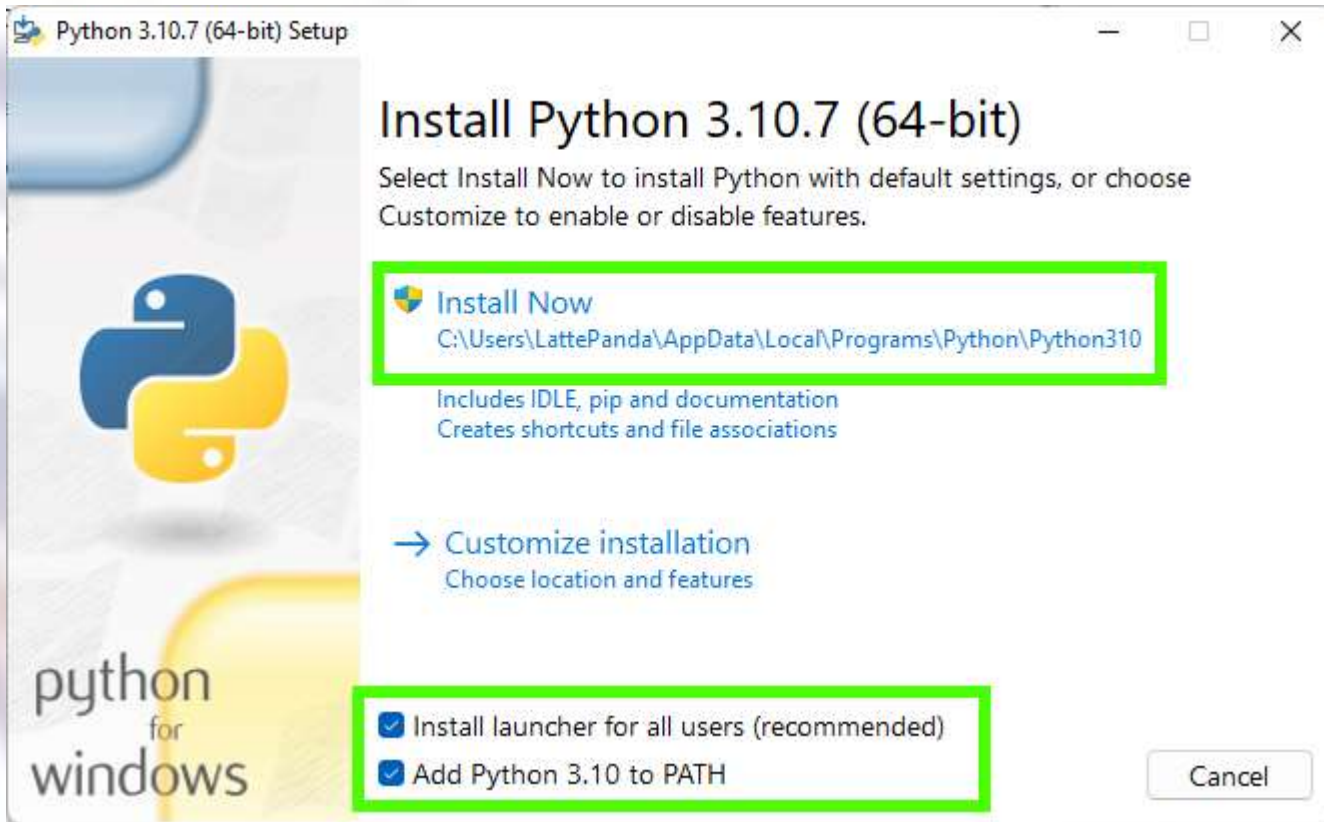 Python 3.10.7 (64-bit) Setup
Install Python 3.10.7 (64-bit)
Select Install Now to install Python with default settings, or choose
Customize to enable or disable features.
Install Now
C:\Users\LattePanda\AppData\Local\Programs\Python\Python310
Includes IDLE, pip and documentation
Creates shortcuts and file associations
→ Customize installation
Choose location and features
python
for
windows
Install launcher for all users (recommended)
Add Python 3.10 to PATH
Cancel